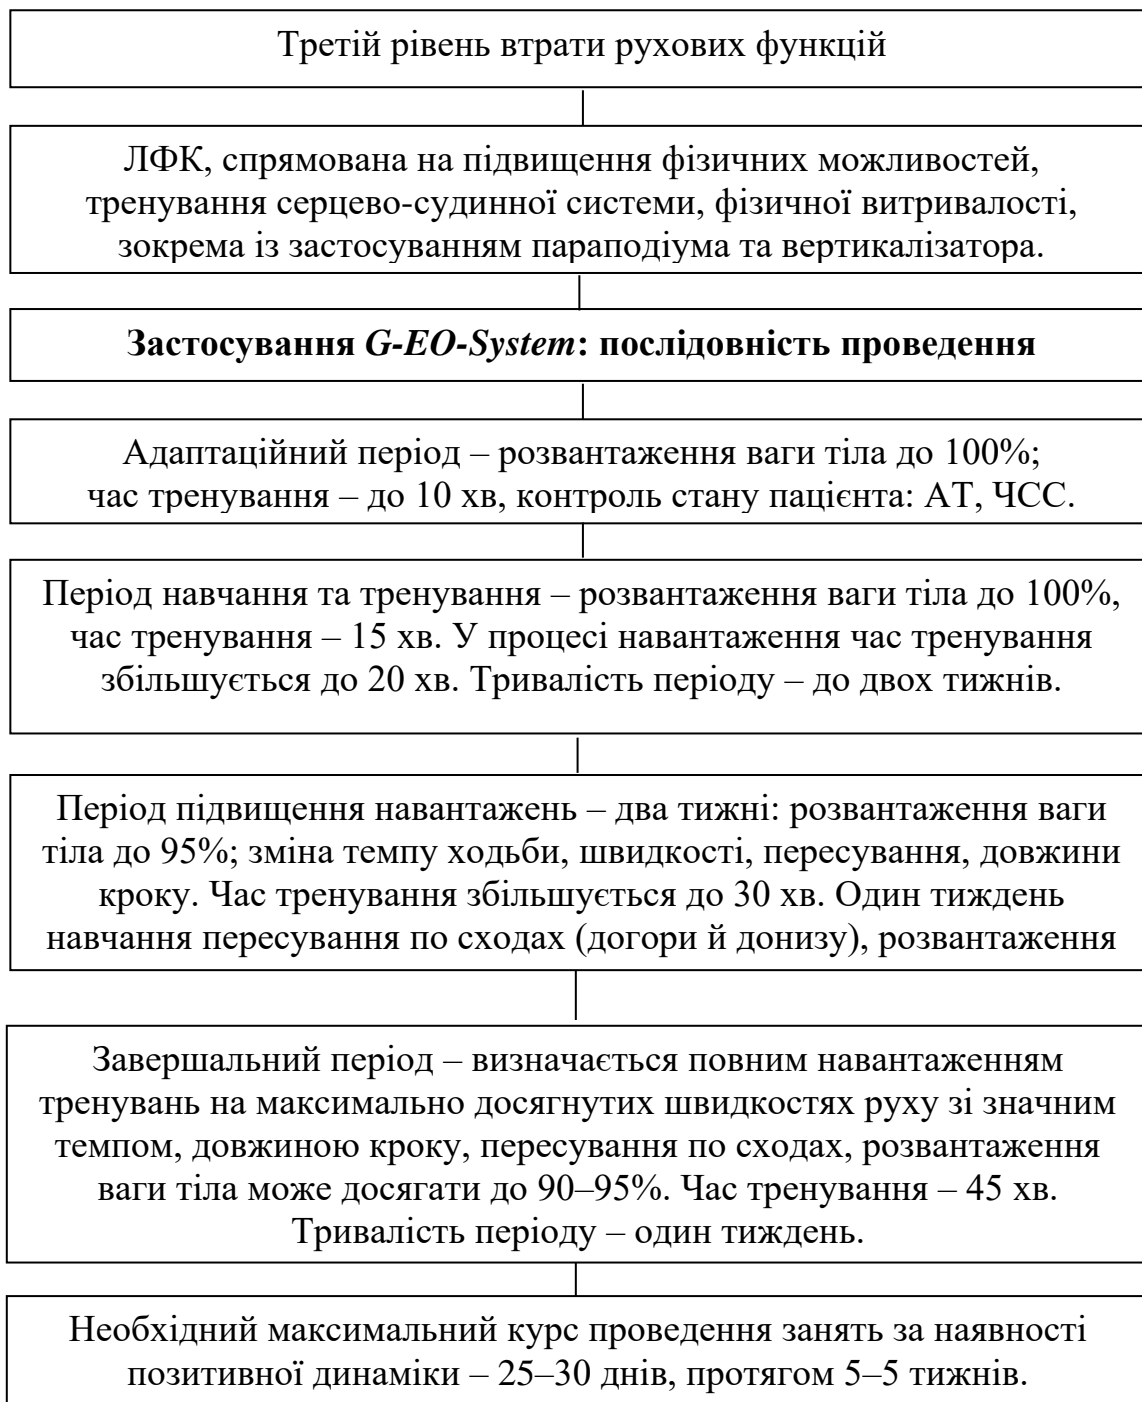 Третій рівень втрати рухових функцій
ЛФК, спрямована на підвищення фізичних можливостей,
тренування серцево-судинної системи, фізичної витривалості,
зокрема із застосуванням параподіума та вертикалізатора.
Застосування G-EO-System: послідовність проведення
Адаптаційний період – розвантаження ваги тіла до 100%;
час тренування – до 10 хв, контроль стану пацієнта: АТ, ЧСС.
Період навчання та тренування – розвантаження ваги тіла до 100%,
час тренування – 15 хв. У процесі навантаження час тренування
збільшується до 20 хв. Тривалість періоду – до двох тижнів.
Період підвищення навантажень – два тижні: розвантаження ваги
тіла до 95%; зміна темпу ходьби, швидкості, пересування, довжини
кроку. Час тренування збільшується до 30 хв. Один тиждень
навчання пересування по сходах (догори й донизу), розвантаження
Завершальний період – визначається повним навантаженням
тренувань на максимально досягнутих швидкостях руху зі значним
темпом, довжиною кроку, пересування по сходах, розвантаження
ваги тіла може досягати до 90–95%. Час тренування – 45 хв.
Тривалість періоду – один тиждень.
Необхідний максимальний курс проведення занять за наявності
позитивної динаміки – 25–30 днів, протягом 5–5 тижнів.